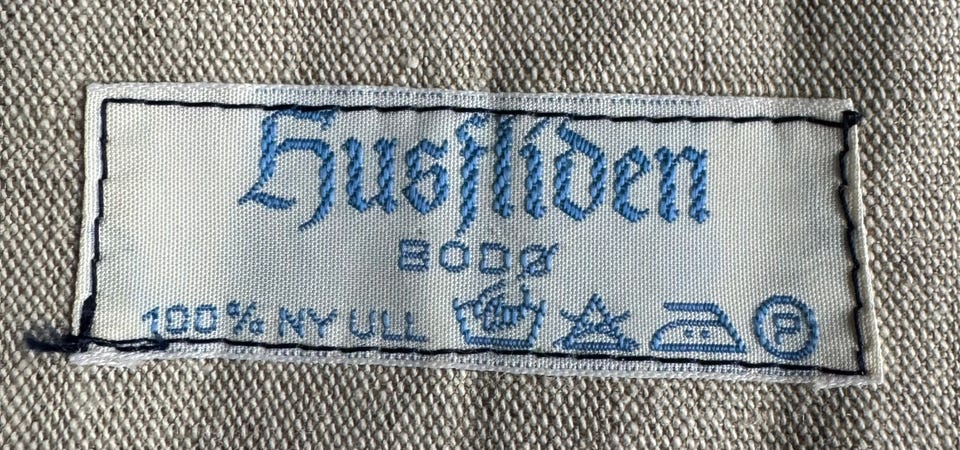 Husfliden
BODØ
100% NY ULL P